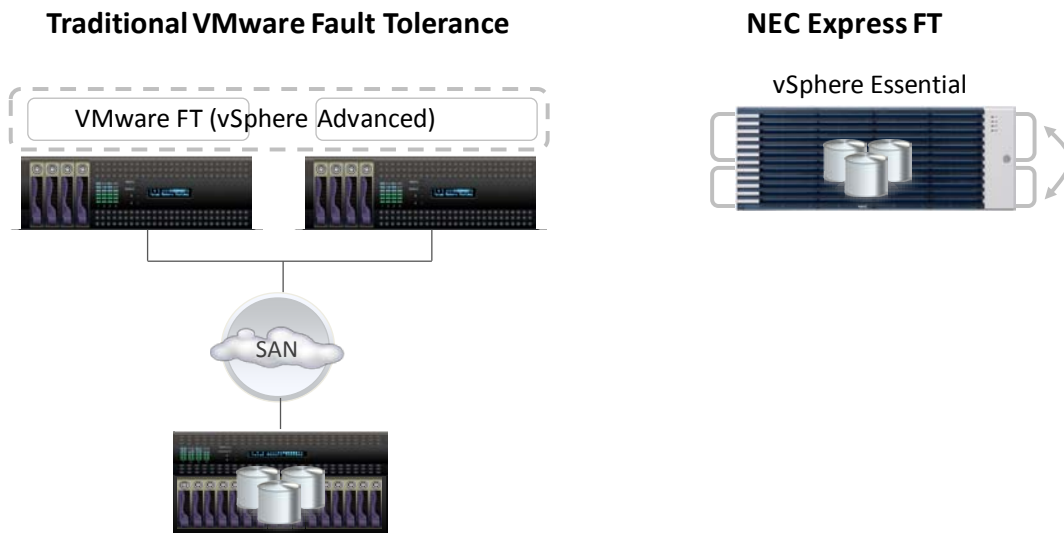 Traditional VMware Fault Tolerance
NEC Express FT
vSphere Essential
VMware FT (vSphere Advanced)
SAN